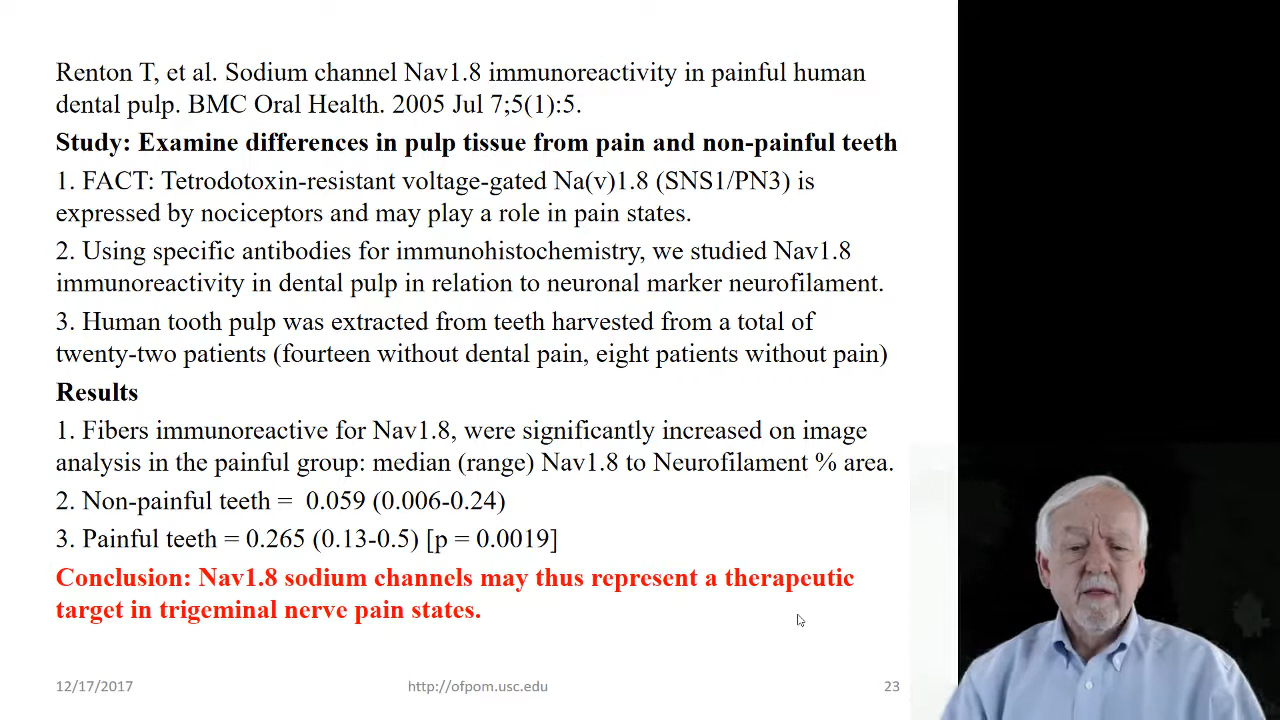 Renton T, et al. Sodium channel Nav1.8 immunoreactivity in painful human
dental pulp. BMC Oral Health. 2005 Jul 7;5(1):5.
Study: Examine differences in pulp tissue from pain and non-painful teeth
1. FACT: Tetrodotoxin-resistant voltage-gated Na(v)1.8 (SNS1/PN3) is
expressed by nociceptors and may play a role in pain states.
2. Using specific antibodies for immunohistochemistry, we studied Nav1.8
immunoreactivity in dental pulp in relation to neuronal marker neurofilament.
3. Human tooth pulp was extracted from teeth harvested from a total of
twenty-two patients (fourteen without dental pain, eight patients without pain)
Results
1. Fibers immunoreactive for Nav1.8, were significantly increased on image
analysis in the painful group: median (range) Nav1.8 to Neurofilament % area.
2. Non-painful teeth = 0.059 (0.006-0.24)
3. Painful teeth = 0.265 (0.13-0.5) [p = 0.0019]
Conclusion: Nav1.8 sodium channels may thus represent a therapeutic
target in trigeminal nerve pain states.
12/17/2017
http://ofpom.usc.edu
23